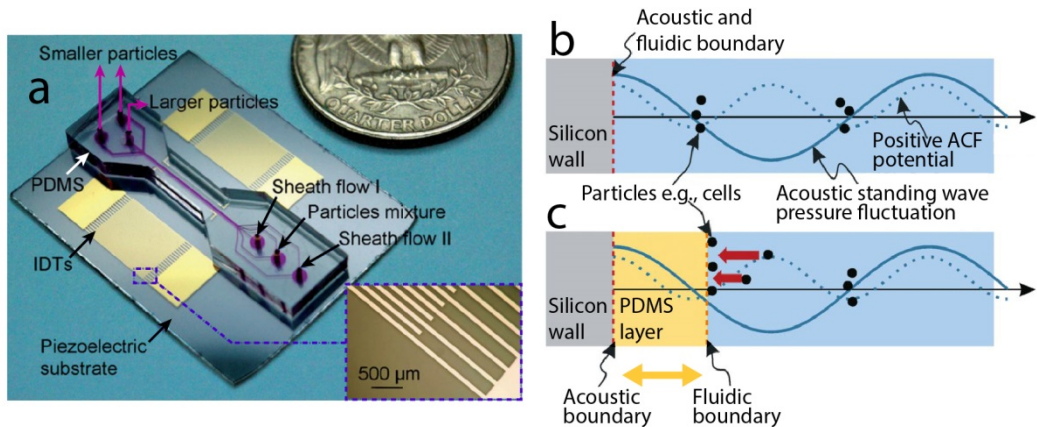 a
Smaller particles
Larger particles
PDMS
IDTs
Piezoelectric
substrate
Sheath flow I
Particles mixture
Sheath flow II
500 µm
QUARTER DOLLAR
b
Acoustic and
fluidic boundary
Silicon
wall
Positive ACF
potential
Particles e.g., cells
Acoustic standing wave
pressure fluctuation
c
Silicon
wall
PDMS
layer
Acoustic
boundary
Fluidic
boundary